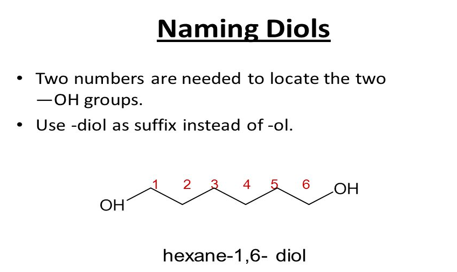 Naming Diols
• Two numbers are needed to locate the two
—OH groups.
• Use -diol as suffix instead of -ol.
1 2 3 4 5 6
OH
OH
hexane-1,6- diol